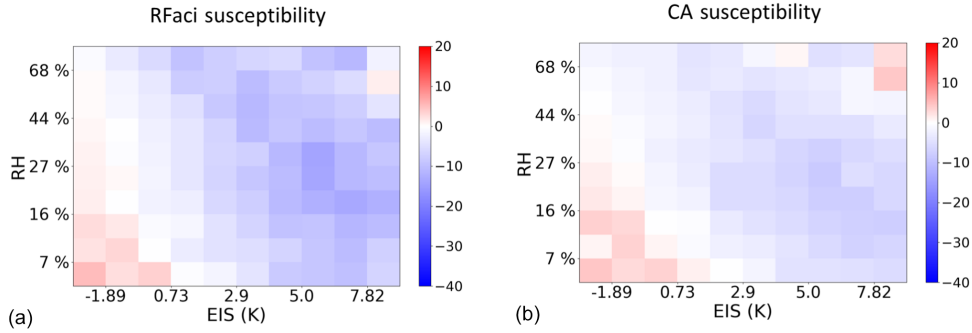 RFaci susceptibility
68 %
44 %
27 %
16 %
7 %
RH
-1.89 0.73 2.9 5.0 7.82
EIS (K)
20
10
0
−10
−20
−30
−40
(a)
CA susceptibility
68 %
44 %
27 %
16 %
7 %
RH
-1.89 0.73 2.9 5.0 7.82
EIS (K)
20
10
0
−10
−20
−30
−40
(b)